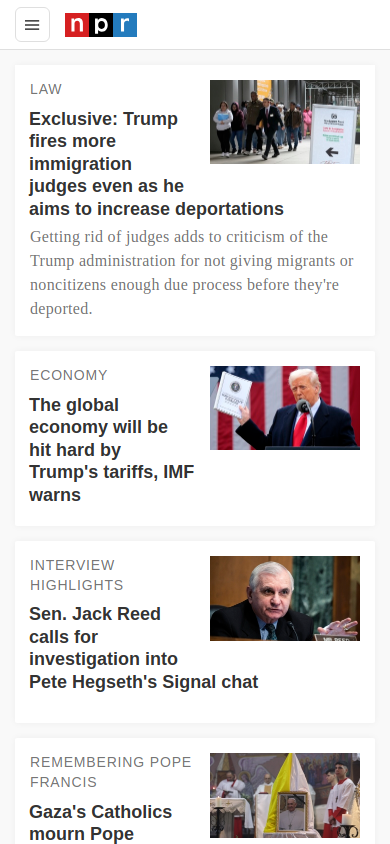 npr
LAW
Exclusive: Trump
fires more
immigration
judges even as he
aims to increase deportations
Getting rid of judges adds to criticism of the
Trump administration for not giving migrants or
noncitizens enough due process before they're
deported.
ECONOMY
The global
economy will be
hit hard by
Trump's tariffs, IMF
warns
INTERVIEW
HIGHLIGHTS
Sen. Jack Reed
calls for
investigation into
Pete Hegseth's Signal chat
REMEMBERING POPE
FRANCIS
Gaza's Catholics
mourn Pope